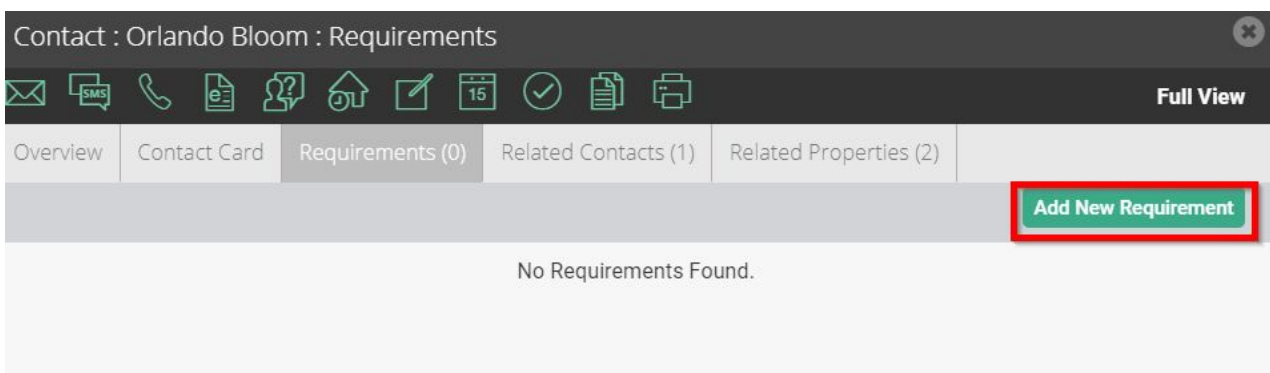 Contact : Orlando Bloom : Requirements
SMS e 15 Full View
Overview Contact Card Requirements (0) Related Contacts (1) Related Properties (2)
Add New Requirement
No Requirements Found.